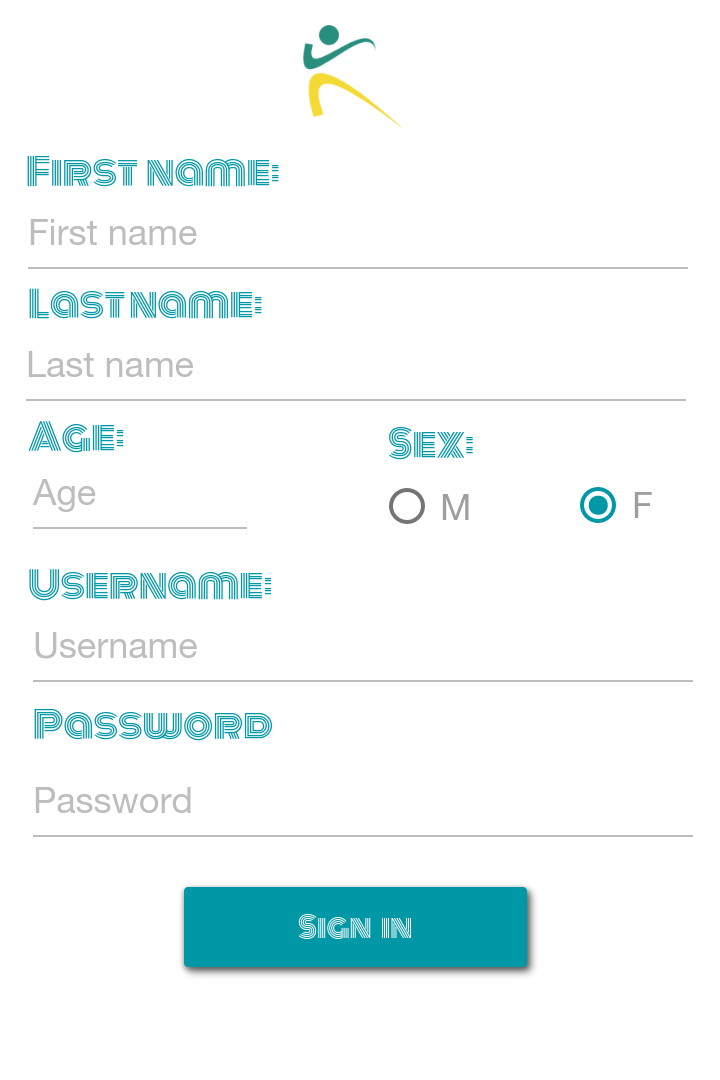 First name:
First name
Last name:
Last name
Age:
Sex:
Age
M
F
Username:
Username
Password
Password
Sign in